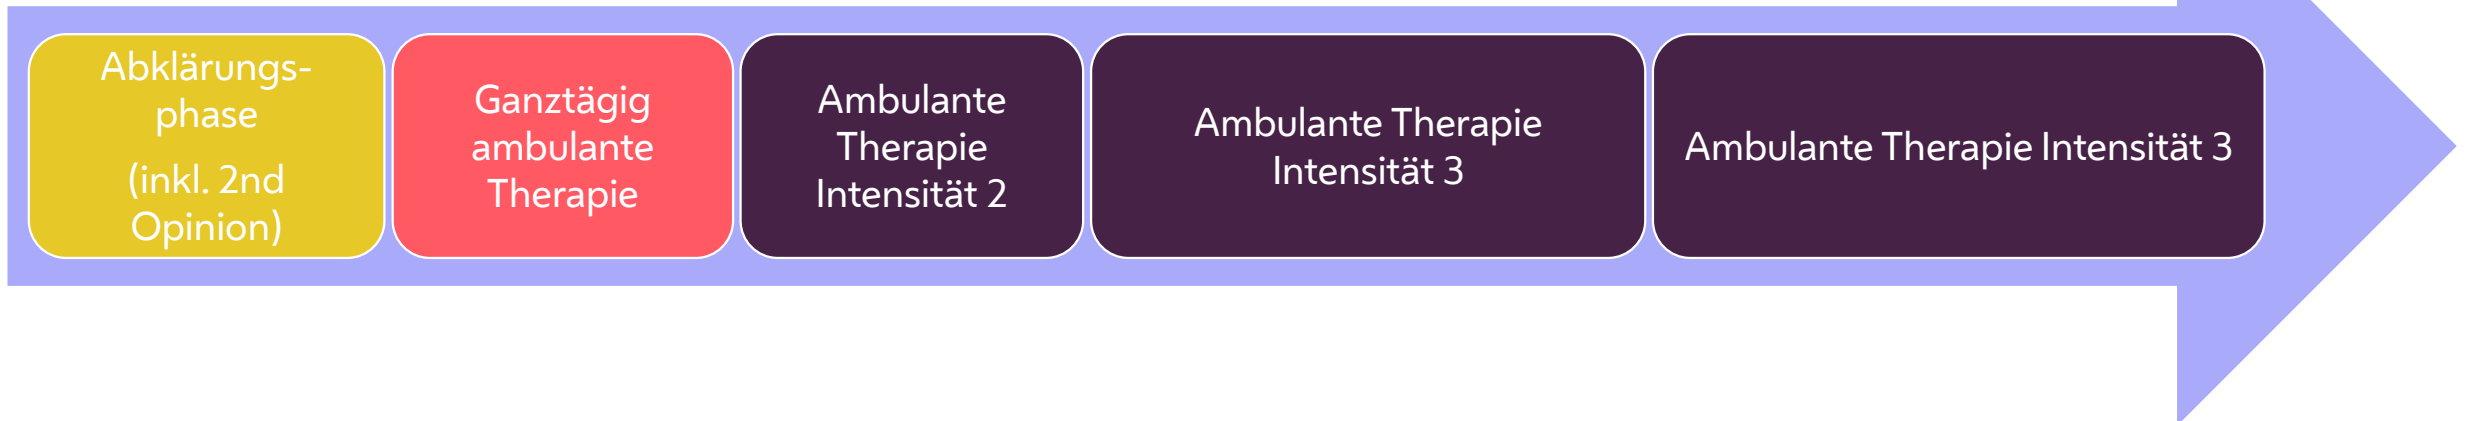 Abklärungs-
phase
(inkl. 2nd
Opinion)
Ganztägig
ambulante
Therapie
Ambulante
Therapie
Intensität 2
Ambulante Therapie
Intensität 3
Ambulante Therapie Intensität 3